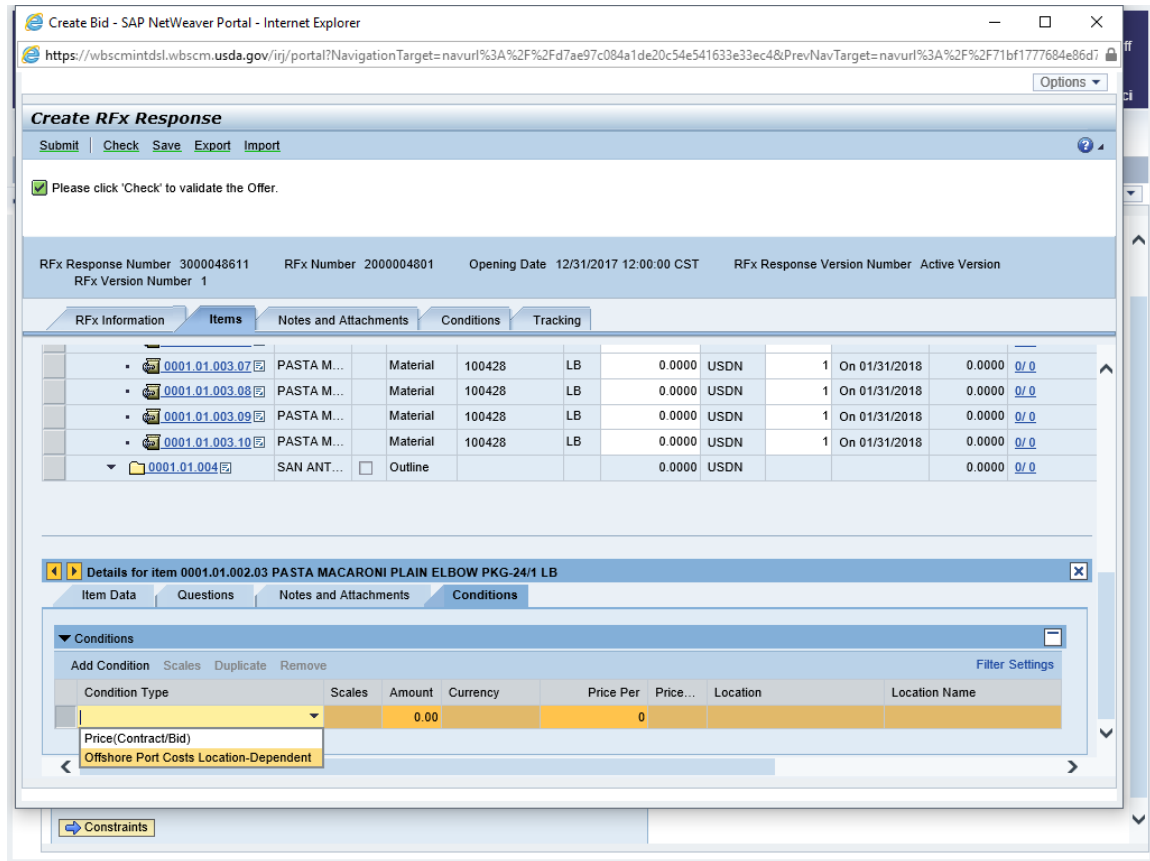 Create Bid - SAP NetWeaver Portal - Internet Explorer
https://wbscmintdsl.wbscm.usda.gov/irj/portal?NavigationTarget=navurl%3A%2F%2Fd7ae97c084a1de20c54e541633e33ec4&PrevNavTarget=navurl%3A%2F%2F71bf1777684e86d7
ff
Options
ci
Create RFx Response
Submit Check Save Export Import
Please click 'Check' to validate the Offer.
RFx Response Number 3000048611 RFx Number 2000004801 Opening Date 12/31/2017 12:00:00 CST RFx Response Version Number Active Version
RFx Version Number 1
RFx Information Items Notes and Attachments Conditions Tracking
0001.01.003.07 PASTA M... Material 100428 LB 0.0000 USDN 1 On 01/31/2018 0.0000 0/ 0
0001.01.003.08 PASTA M... Material 100428 LB 0.0000 USDN 1 On 01/31/2018 0.0000 0/ 0
0001.01.003.09 PASTA M... Material 100428 LB 0.0000 USDN 1 On 01/31/2018 0.0000 0/ 0
0001.01.003.10 PASTA M... Material 100428 LB 0.0000 USDN 1 On 01/31/2018 0.0000 0/ 0
0001.01.004 SAN ANT... Outline 0.0000 USDN 0.0000 0/ 0
Details for item 0001.01.002.03 PASTA MACARONI PLAIN ELBOW PKG-24/1 LB
Item Data Questions Notes and Attachments Conditions
Conditions
Add Condition Scales Duplicate Remove Filter Settings
Condition Type Scales Amount Currency Price Per Price... Location Location Name
0.00 0
Price(Contract/Bid)
Offshore Port Costs Location-Dependent
Constraints